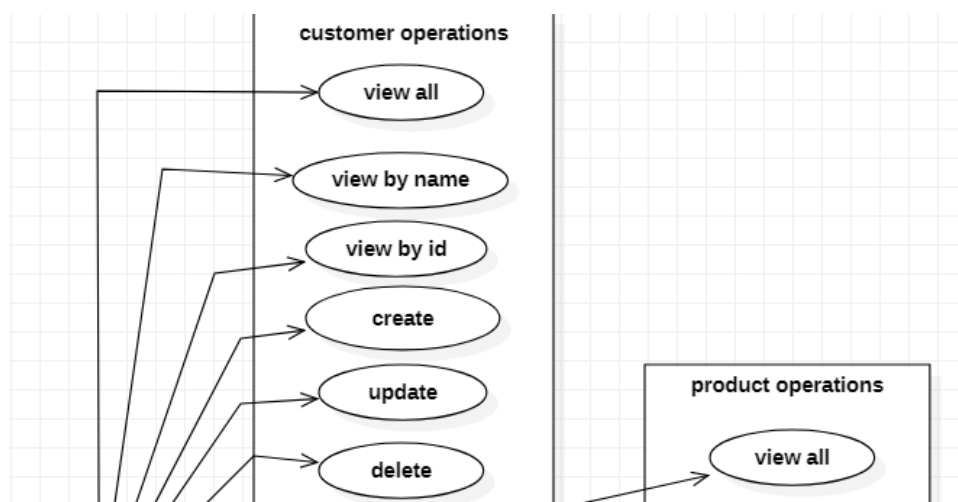 customer operations
view all
view by name
view by id
create
update
delete
product operations
view all